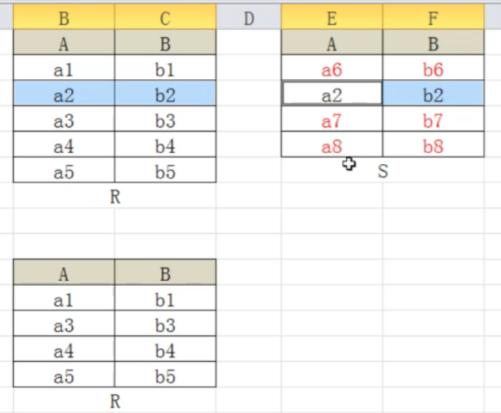 B C D E F
A B A B
a1 b1 a6 b6
a2 b2 a2 b2
a3 b3 a7 b7
a4 b4 a8 b8
a5 b5 S
R
A B
a1 b1
a3 b3
a4 b4
a5 b5
R